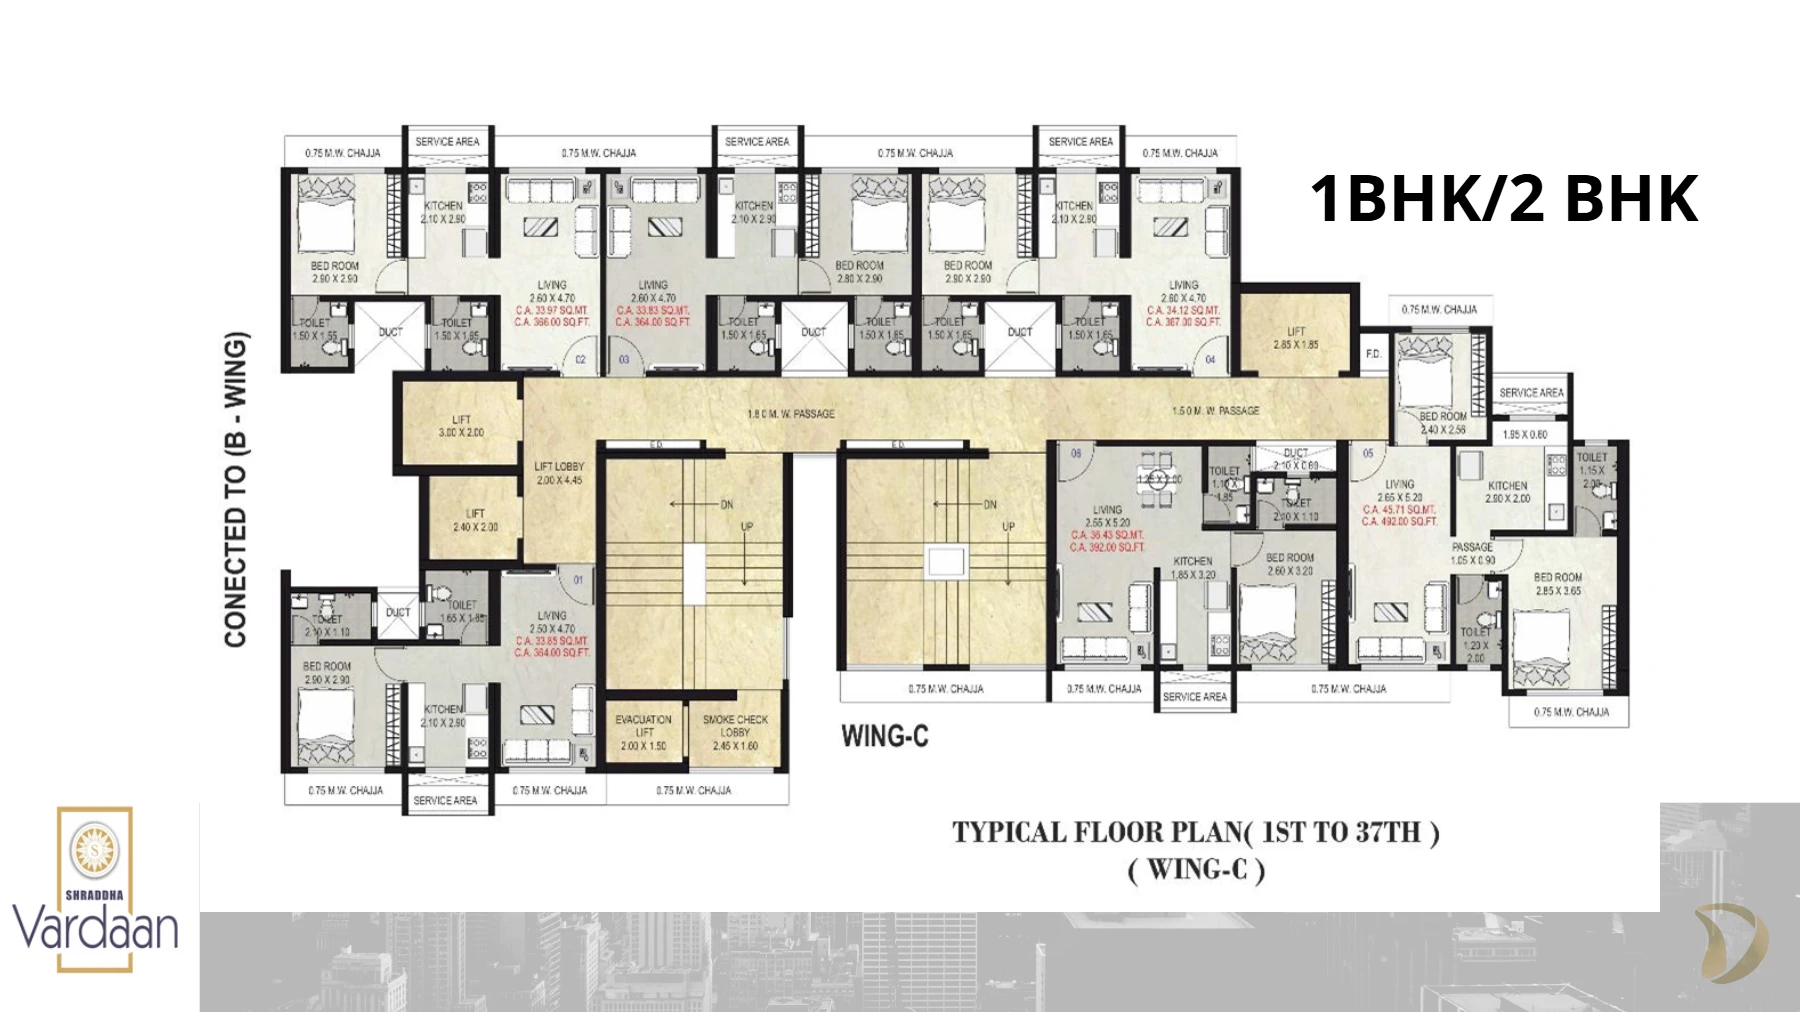 1BHK/2 BHK
SERVICE AREA
SERVICE AREA
SERVICE AREA
0.75 M.W. CHAJJA
0.75 M.W. CHAJJA
0.75 M.W. CHAJJA
0.75 M.W. CHAJJA
KITCHEN
2.10 X 2.90
KITCHEN
2.10 X 2.90
KITCHEN
2.10 X 2.90
BED ROOM
2.90 X 2.90
BED ROOM
2.80 X 2.90
BED ROOM
2.90 X 2.90
LIVING
2.60 X 4.70
C.A. 33.97 SQ.MT.
C.A. 366.00 SQ.FT.
LIVING
2.60 X 4.70
C.A. 33.83 SQ.MT.
C.A. 364.00 SQ.FT
LIVING
2.60 X 4.70
C.A. 34.12 SQ.MT.
C.A. 367.00 SQ.FT.
TOILET
1.50 X 1.55
DUCT
TOILET
1.50 X 1.65
TOILET
1.50 X 1.65
DUCT
TOILET
1.50 X 1.65
TOILET
1.50 X 1.65
DUCT
TOILET
1.50 X 1.65
02
03
04
LIFT
2.85 X 1.85
0.75 M.W. CHAJJA
F.D.
SERVICE AREA
BED ROOM
2.40 X 2.56
1.95 X 0.60
CONECTED TO (B - WING)
LIFT
3.00 X 2.00
1.80 M. W. PASSAGE
1.50 M. W. PASSAGE
LIFT LOBBY
2.00 X 4.45
LIFT
2.40 X 2.00
DN
UP
DN
UP
06
LIVING
2.55 X 5.20
C.A. 36.43 SQ.MT.
C.A. 392.00 SQ.FT.
TOILET
DUCT
2.10 X 0.60
TOILET
2.10 X 1.10
05
LIVING
2.65 X 5.20
C.A. 45.71 SQ.MT.
C.A. 492.00 SQ.FT.
KITCHEN
2.90 X 2.00
TOILET
1.15 X
2.00
KITCHEN
1.85 X 3.20
BED ROOM
2.60 X 3.20
PASSAGE
1.05 X 0.90
BED ROOM
2.85 X 3.65
TOILET
1.20 X
2.00
01
TOILET
2.10 X 1.10
DUCT
TOILET
1.65 X 1.85
LIVING
2.50 X 4.70
C.A. 33.85 SQ.MT.
C.A. 364.00 SQ.FT.
BED ROOM
2.90 X 2.90
KITCHEN
2.10 X 2.90
EVACUATION
LIFT
2.00 X 1.50
SMOKE CHECK
LOBBY
2.45 X 1.60
0.75 M.W. CHAJJA
0.75 M.W. CHAJJA
SERVICE AREA
0.75 M.W. CHAJJA
0.75 M.W. CHAJJA
WING-C
0.75 M.W. CHAJJA
SERVICE AREA
0.75 M.W. CHAJJA
0.75 M.W. CHAJJA
0.75 M.W. CHAJJA
TYPICAL FLOOR PLAN( 1ST TO 37TH )
( WING-C )
S
SHRADDHA
Vardaan